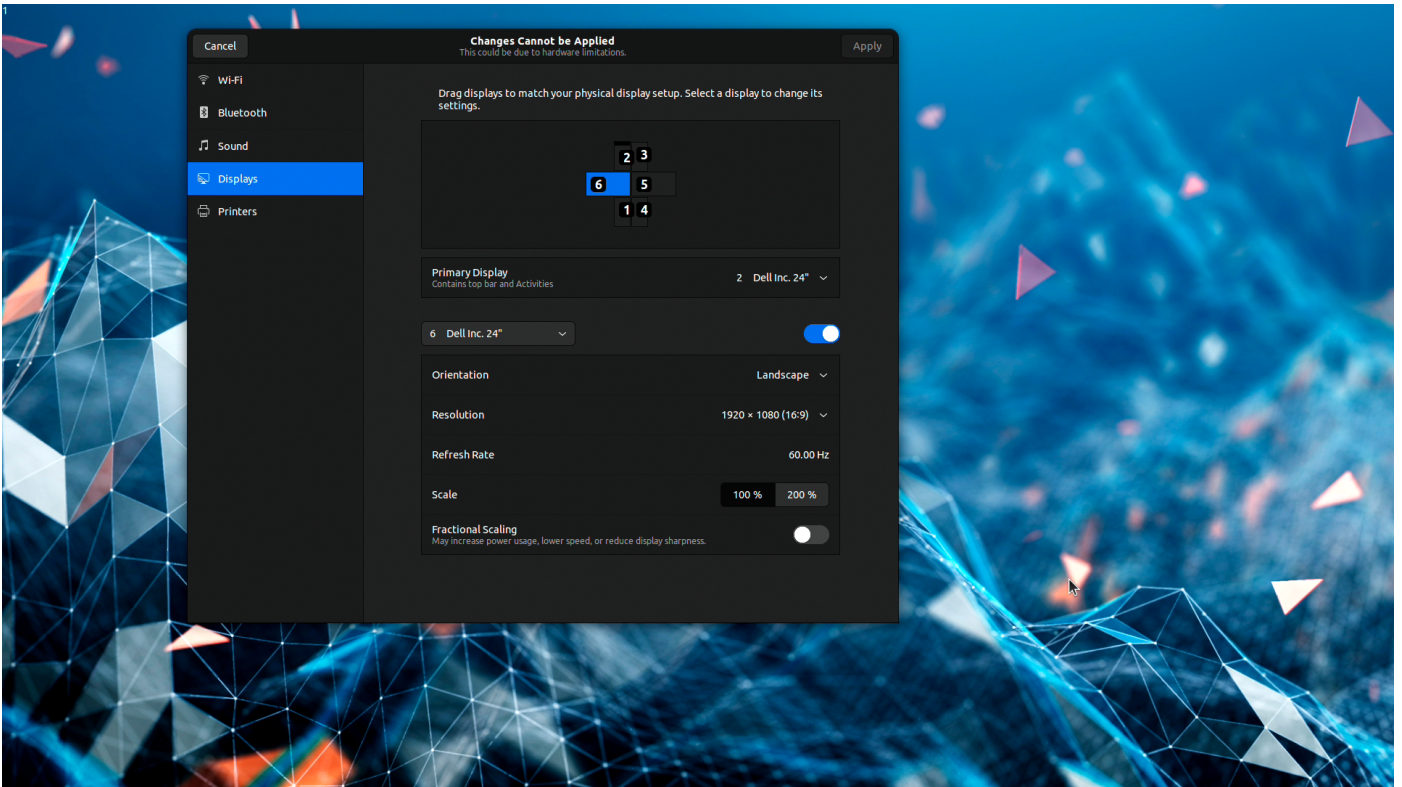 1
Cancel
Changes Cannot be Applied
This could be due to hardware limitations.
Apply
Wi-Fi
Bluetooth
Sound
Displays
Printers
Drag displays to match your physical display setup. Select a display to change its
settings.
2 3
6 5
1 4
Primary Display
Contains top bar and Activities
2 Dell Inc. 24"
6 Dell Inc. 24"
Orientation
Landscape
Resolution
1920 × 1080 (16:9)
Refresh Rate
60.00 Hz
Scale
100 % 200 %
Fractional Scaling
May increase power usage, lower speed, or reduce display sharpness.